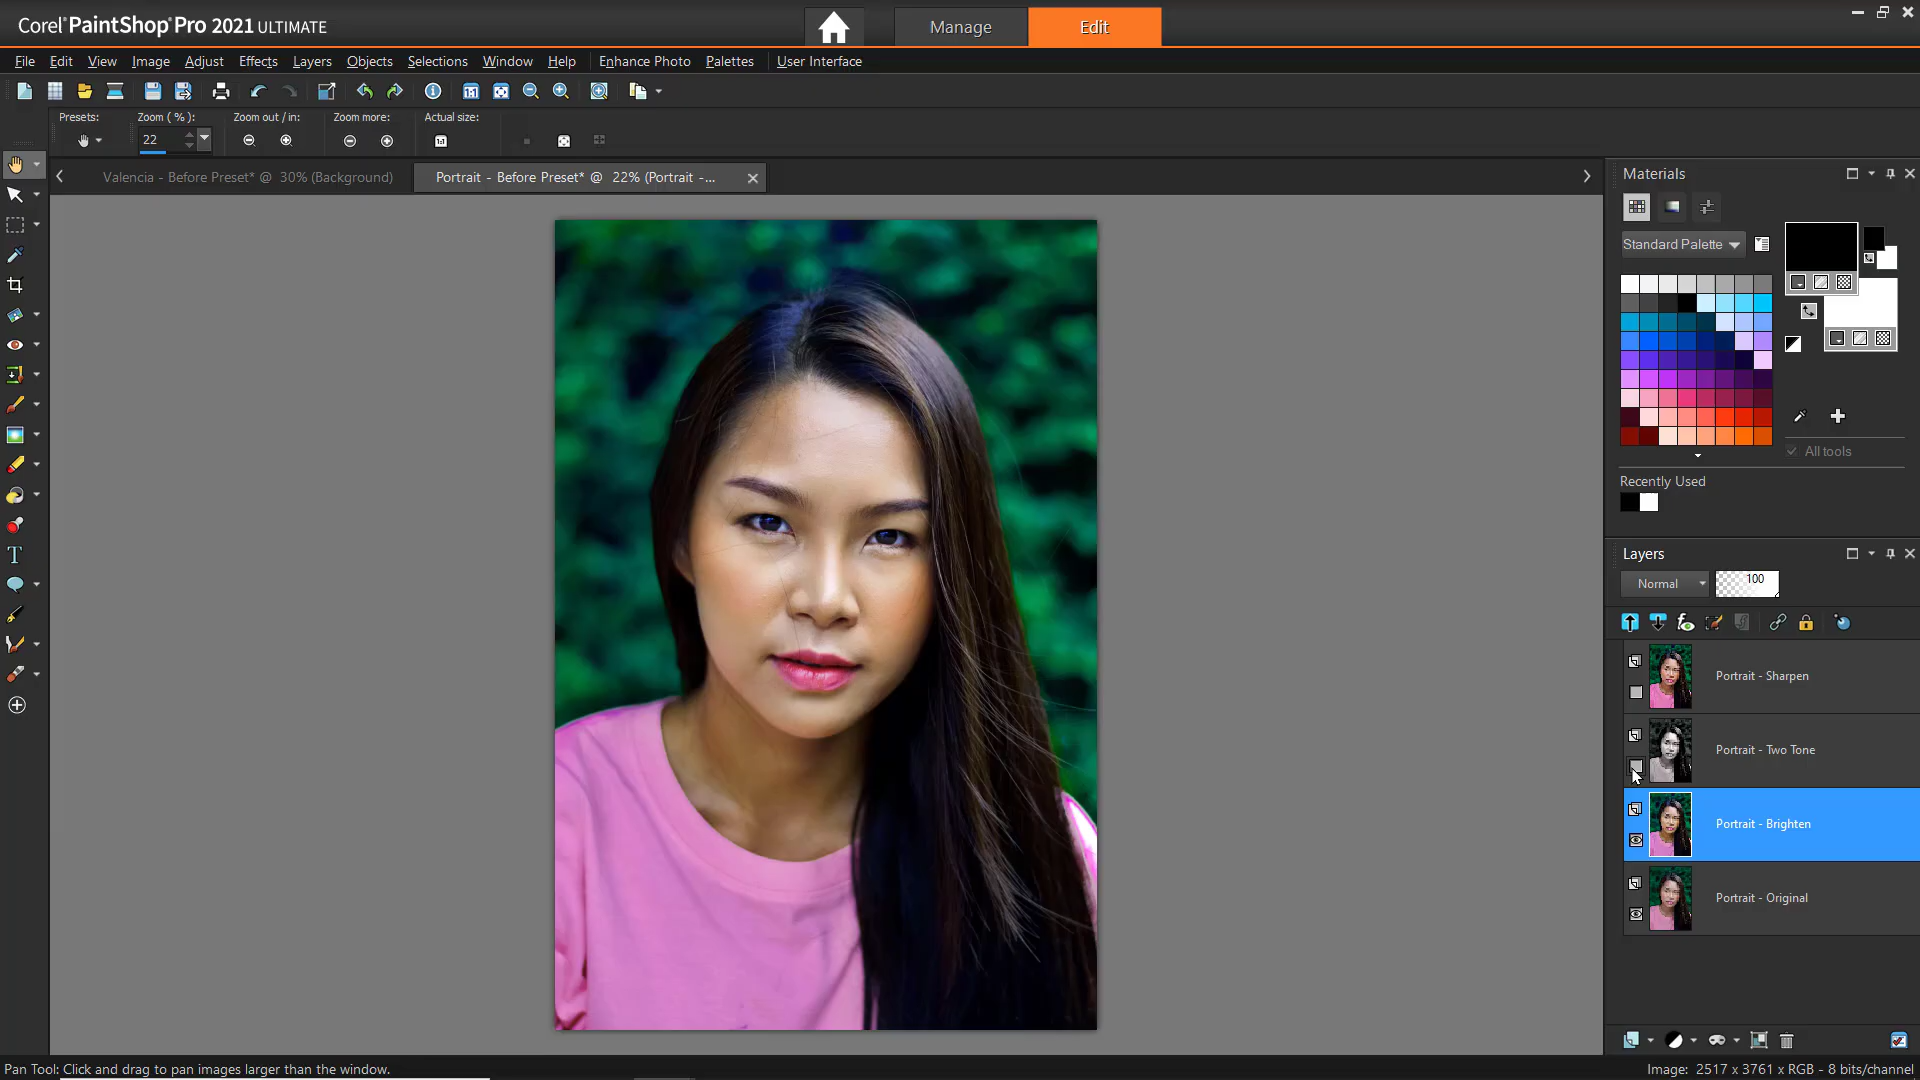 Corel PaintShop Pro 2021 ULTIMATE
Manage
Edit
File Edit View Image Adjust Effects Layers Objects Selections Window Help Enhance Photo Palettes User Interface
Presets: Zoom ( % ): Zoom out / in: Zoom more: Actual size:
22
Valencia - Before Preset* @ 30% (Background)
Portrait - Before Preset* @ 22% (Portrait -...
Materials
Standard Palette
All tools
Recently Used
Layers
Normal
100
Portrait - Sharpen
Portrait - Two Tone
Portrait - Brighten
Portrait - Original
Pan Tool: Click and drag to pan images larger than the window.
Image: 2517 x 3761 x RGB - 8 bits/channel